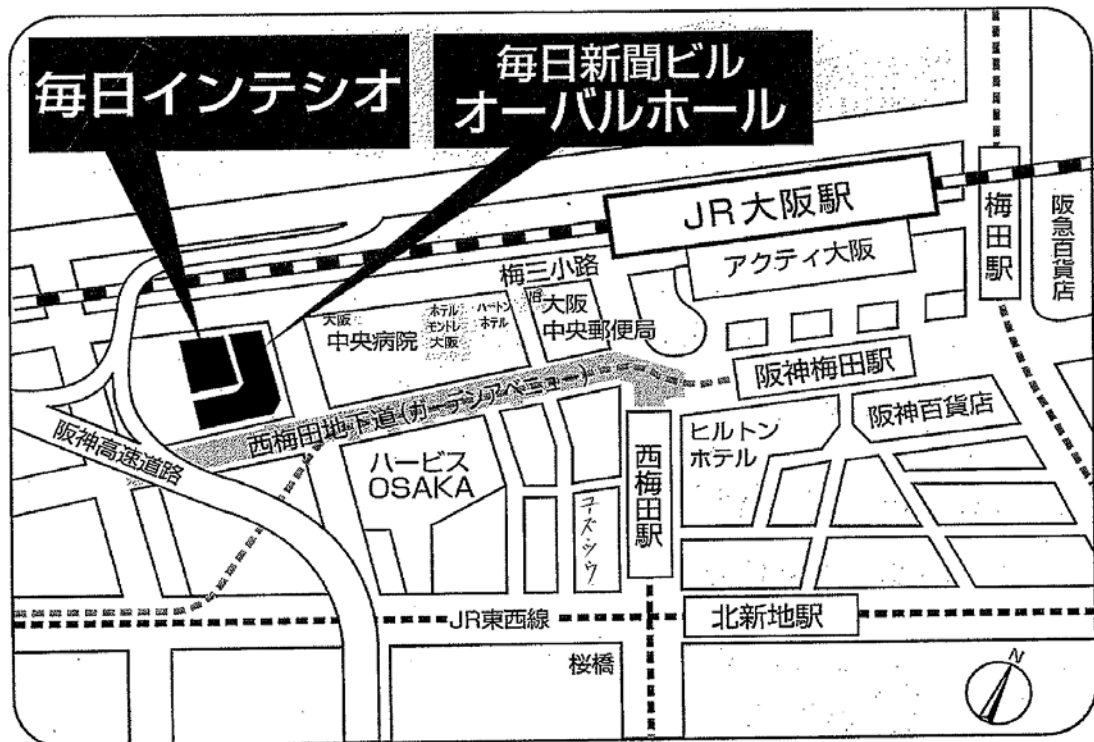 毎日インテシオ
毎日新聞ビル
オーバルホール
JR大阪駅
アクティ大阪
梅田駅
阪急百貨店
梅三小路
旧大阪
中央郵便局
ハートン
ホテル
ホテル
モントレ
大阪
大阪
中央病院
阪神梅田駅
阪神百貨店
西梅田地下道(ガーデンアベニュー)
阪神高速道路
ハービス
OSAKA
ヒルトン
ホテル
西梅田駅
JR東西線
北新地駅
桜橋
N